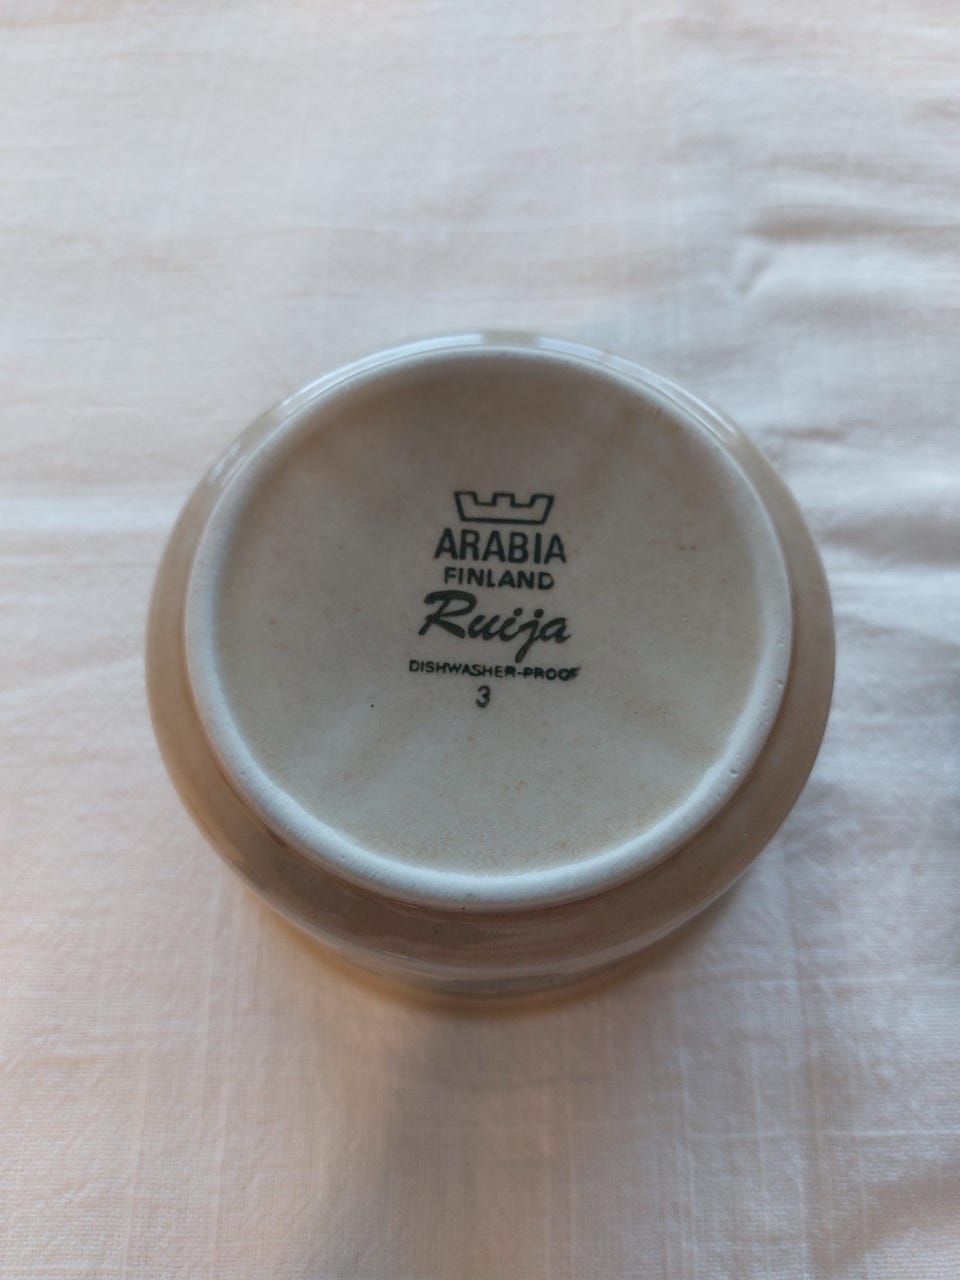 ARABIA
FINLAND
Ruija
DISHWASHER-PROOF
3